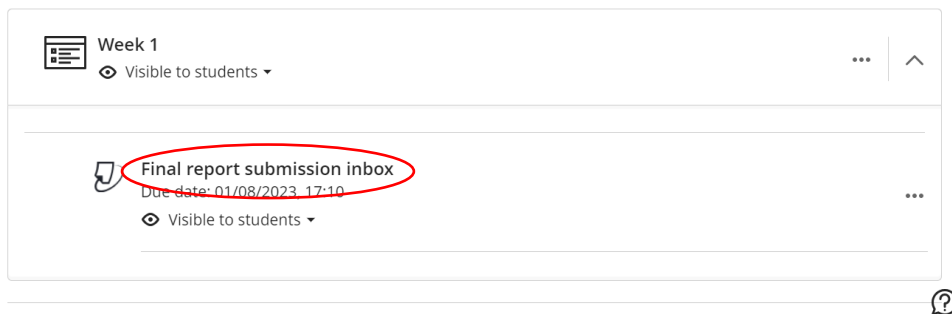 Week 1
Visible to students
Final report submission inbox
Due date: 01/08/2023, 17:10
Visible to students
?